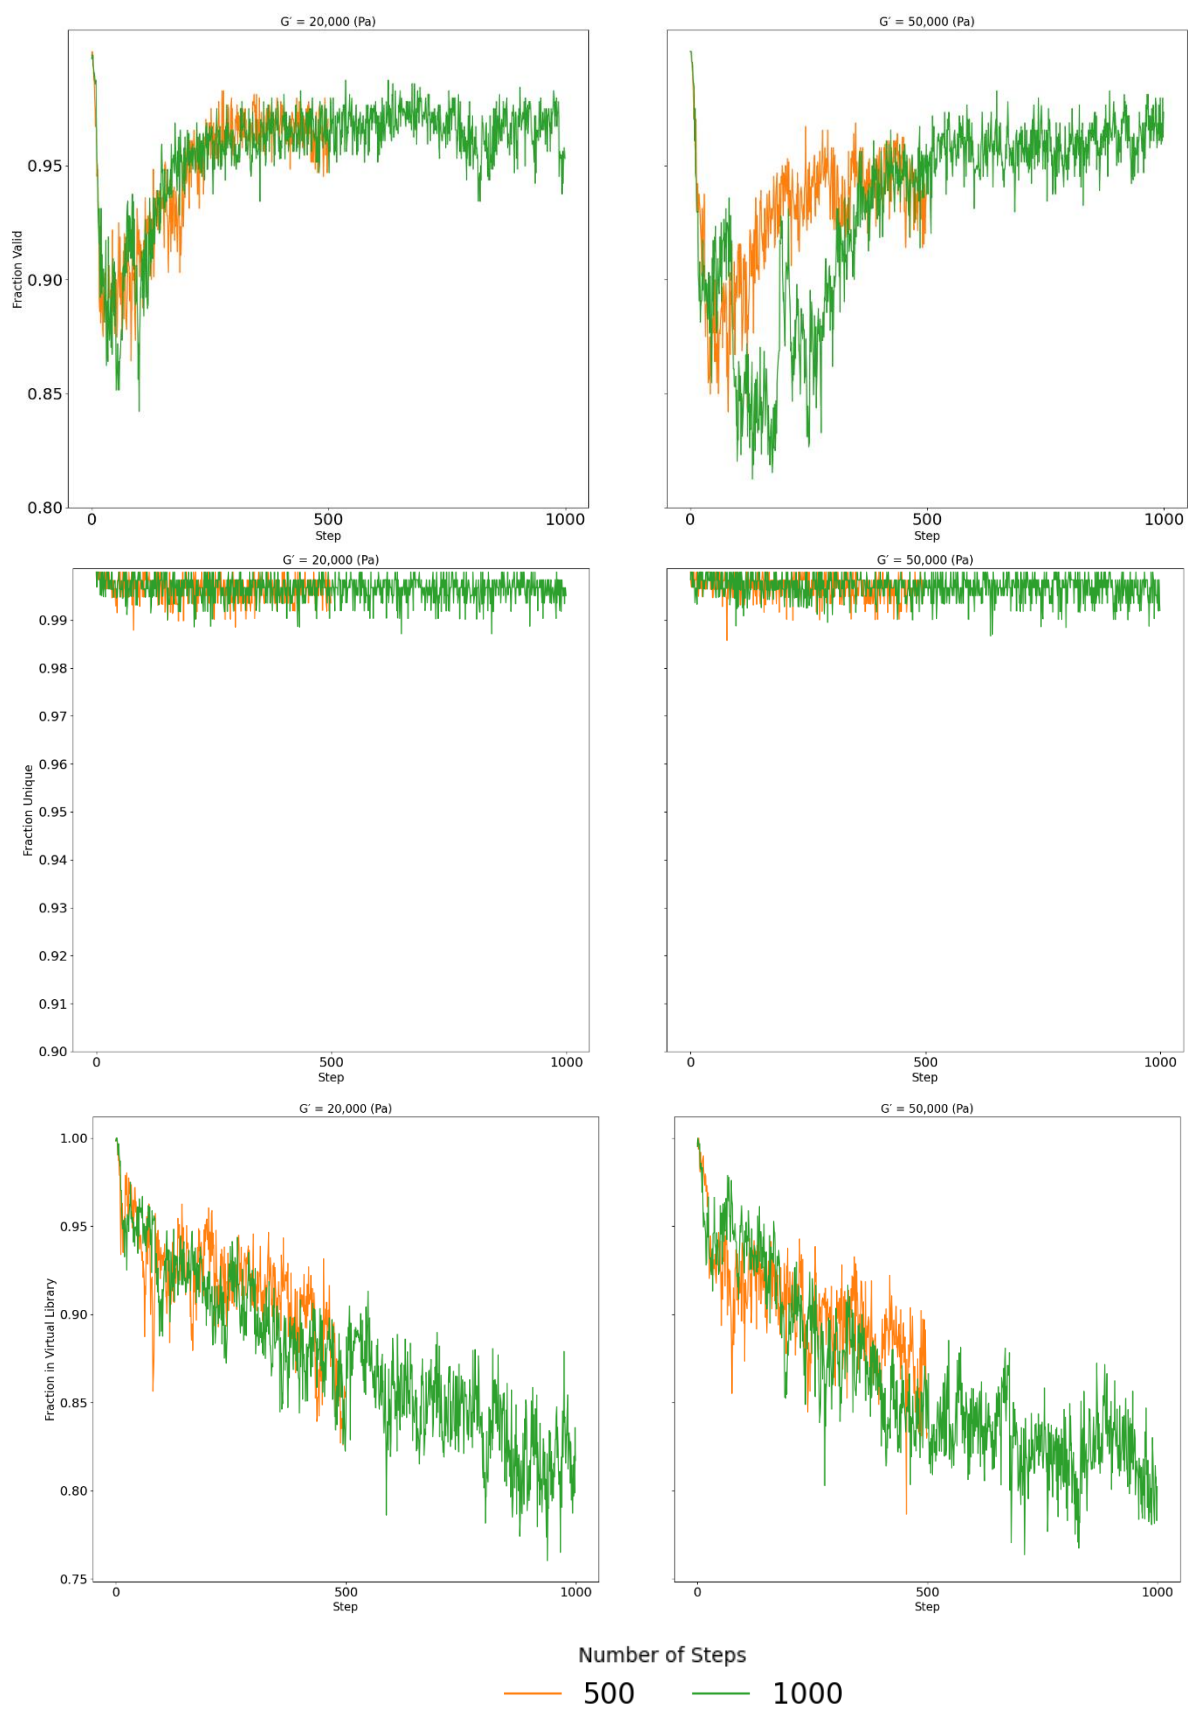 G′ = 20,000 (Pa)
G′ = 50,000 (Pa)
Fraction Valid
0.95
0.90
0.85
0.80
0
500
1000
Step
0
500
1000
Step
G′ = 20,000 (Pa)
G′ = 50,000 (Pa)
Fraction Unique
0.99
0.98
0.97
0.96
0.95
0.94
0.93
0.92
0.91
0.90
0
500
1000
Step
0
500
1000
Step
G′ = 20,000 (Pa)
G′ = 50,000 (Pa)
Fraction in Virtual Library
1.00
0.95
0.90
0.85
0.80
0.75
0
500
1000
Step
0
500
1000
Step
Number of Steps
500
1000